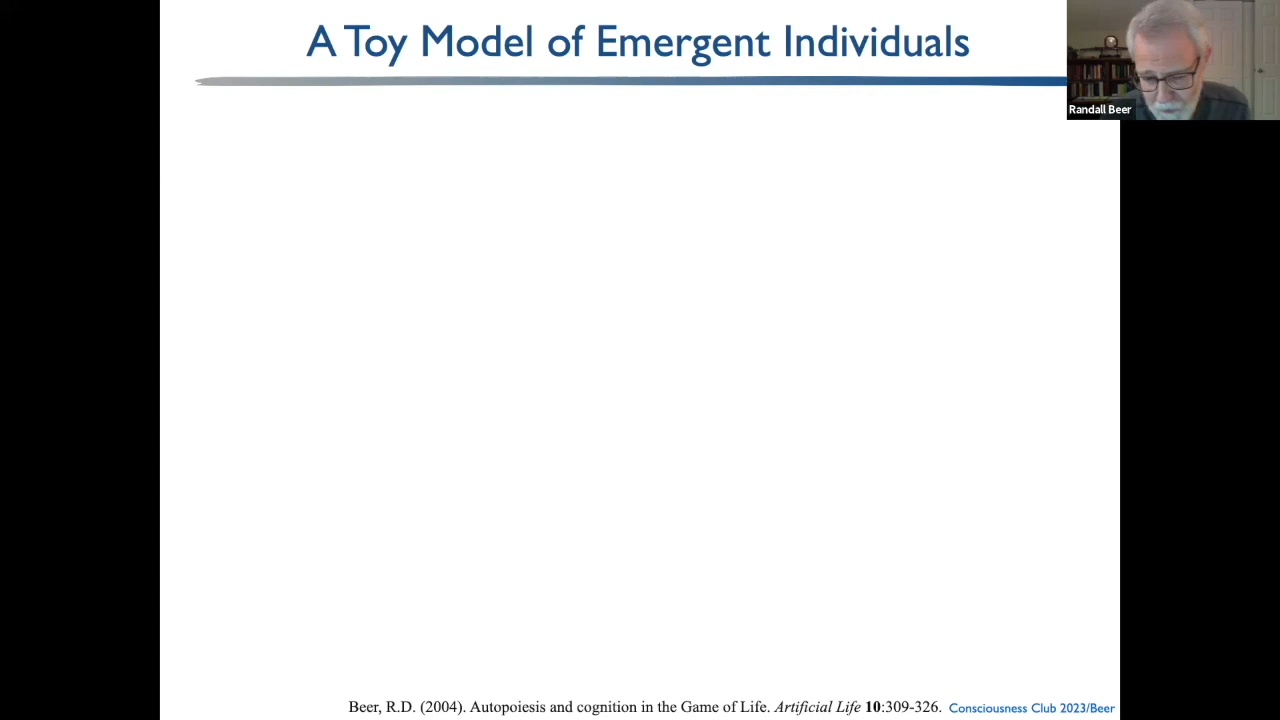 A Toy Model of Emergent Individuals
Randall Beer
Beer, R.D. (2004). Autopoiesis and cognition in the Game of Life. Artificial Life 10:309-326.
Consciousness Club 2023/Beer